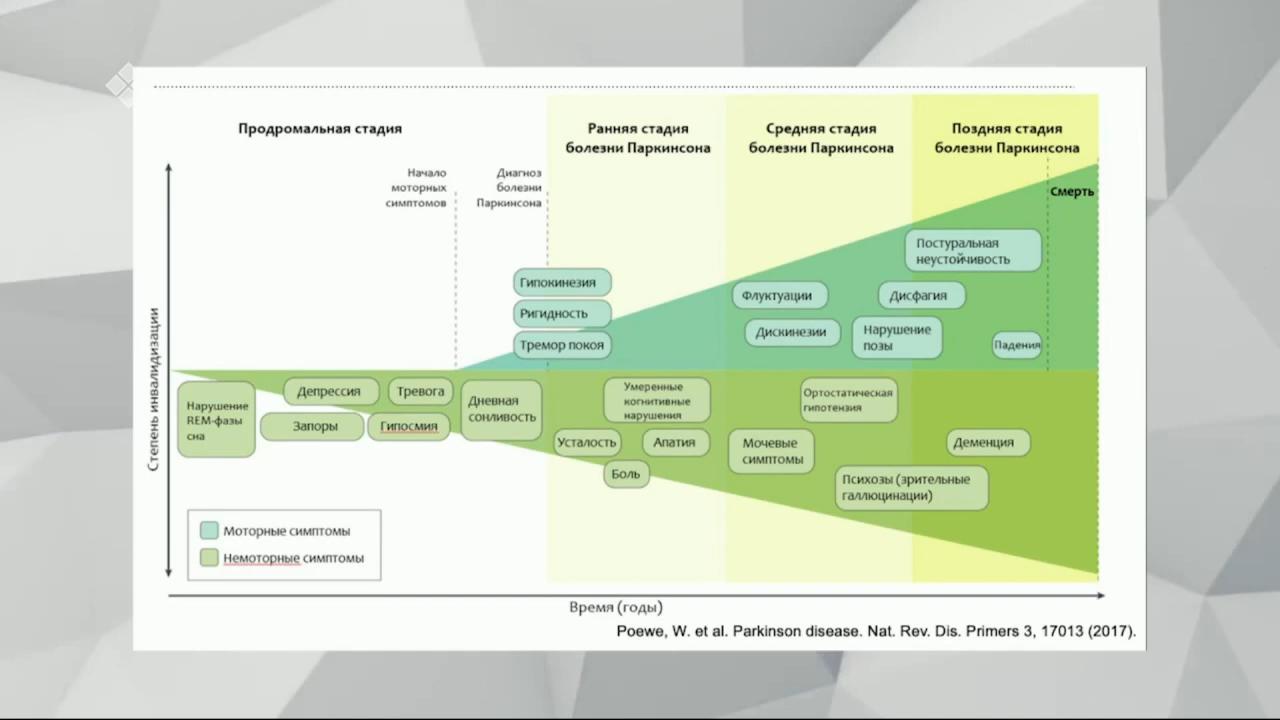 Продромальная стадия
Ранняя стадия
болезни Паркинсона
Средняя стадия
болезни Паркинсона
Поздняя стадия
болезни Паркинсона
Начало
моторных
симптомов
Диагноз
болезни
Паркинсона
Смерть
Степень инвалидизации
Гипокинезия
Ригидность
Тремор покоя
Флуктуации
Дискинезии
Постуральная
неустойчивость
Дисфагия
Нарушение
позы
Падения
Нарушение
REM-фазы
сна
Депрессия
Тревога
Запоры
Гипосмия
Дневная
сонливость
Умеренные
когнитивные
нарушения
Усталость
Апатия
Боль
Ортостатическая
гипотензия
Мочевые
симптомы
Деменция
Психозы (зрительные
галлюцинации)
Моторные симптомы
Немоторные симптомы
Время (годы)
Poewe, W. et al. Parkinson disease. Nat. Rev. Dis. Primers 3, 17013 (2017).